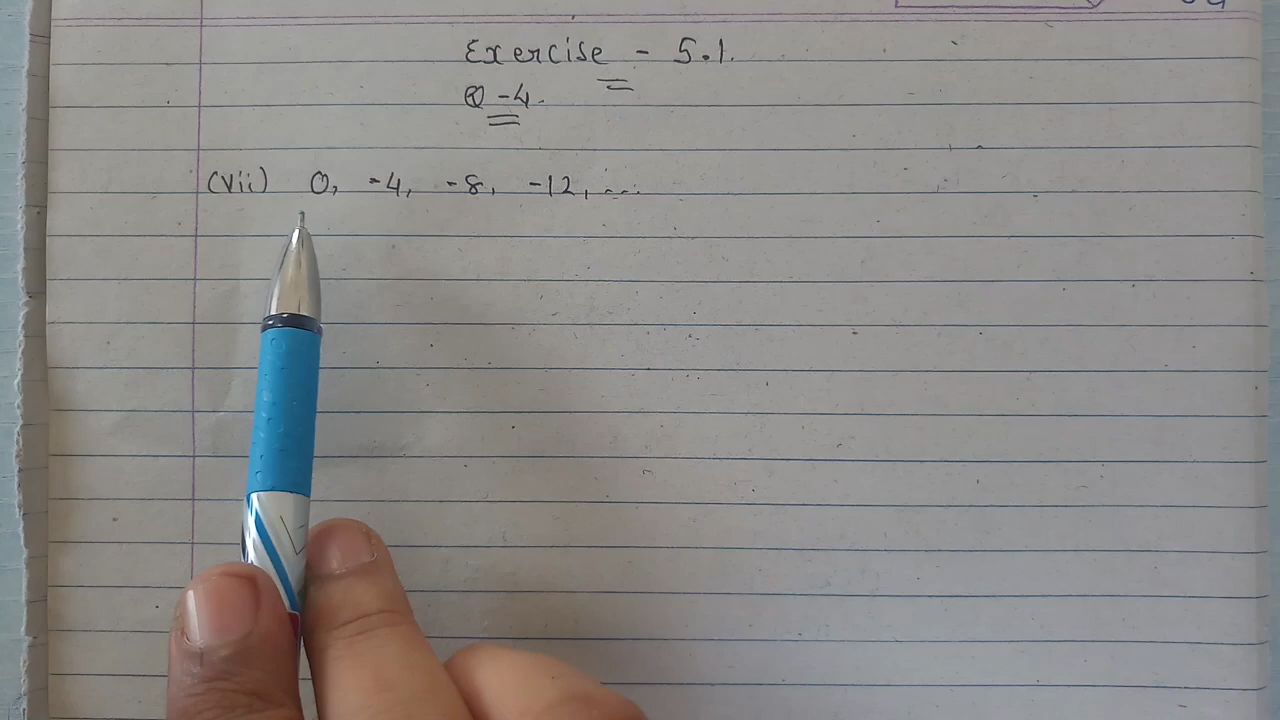 Exercise - 5.1.
Q-4.
(vii) 0, -4, -8, -12, ...